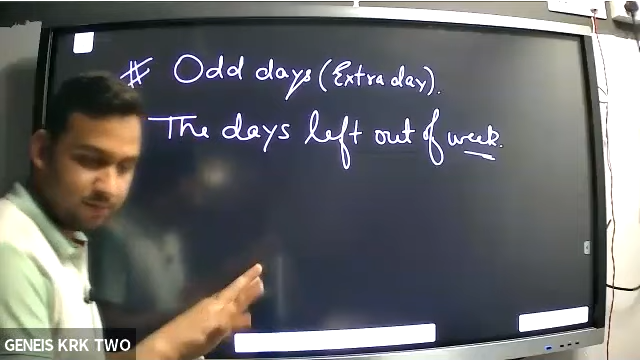 # Odd days (Extra day).
The days left out of week.
GENEIS KRK TWO